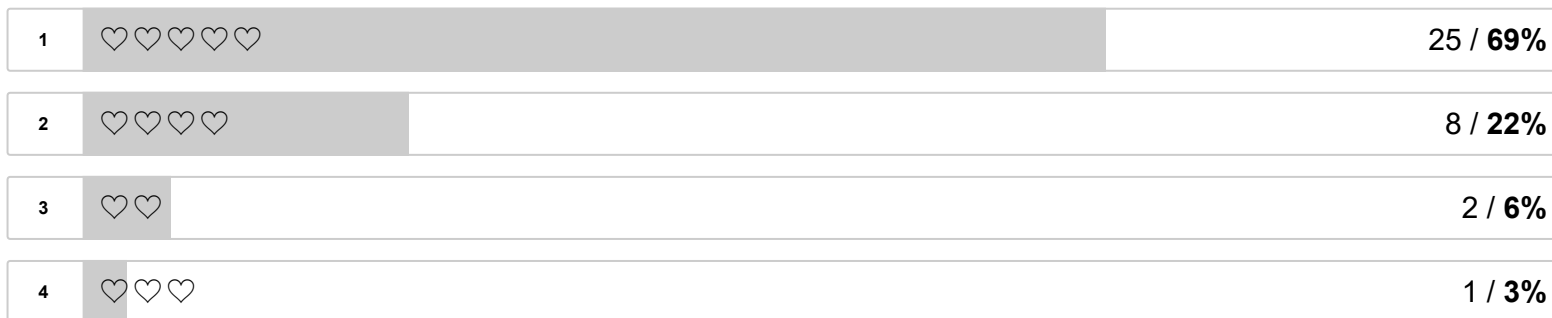 1 ♡♡♡♡♡ 25 / 69%
2 ♡♡♡♡ 8 / 22%
3 ♡♡ 2 / 6%
4 ♡♡♡ 1 / 3%